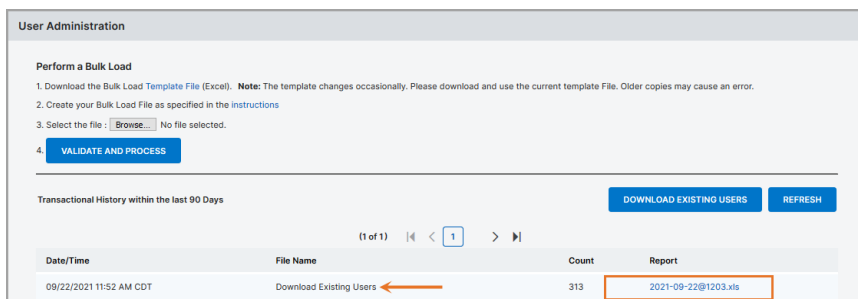 User Administration
Perform a Bulk Load
1. Download the Bulk Load Template File (Excel). Note: The template changes occasionally. Please download and use the current template File. Older copies may cause an error.
2. Create your Bulk Load File as specified in the instructions
3. Select the file : Browse... No file selected.
4. VALIDATE AND PROCESS
Transactional History within the last 90 Days DOWNLOAD EXISTING USERS REFRESH
(1 of 1) 1
Date/Time File Name Count Report
09/22/2021 11:52 AM CDT Download Existing Users 313 2021-09-22@1203.xls